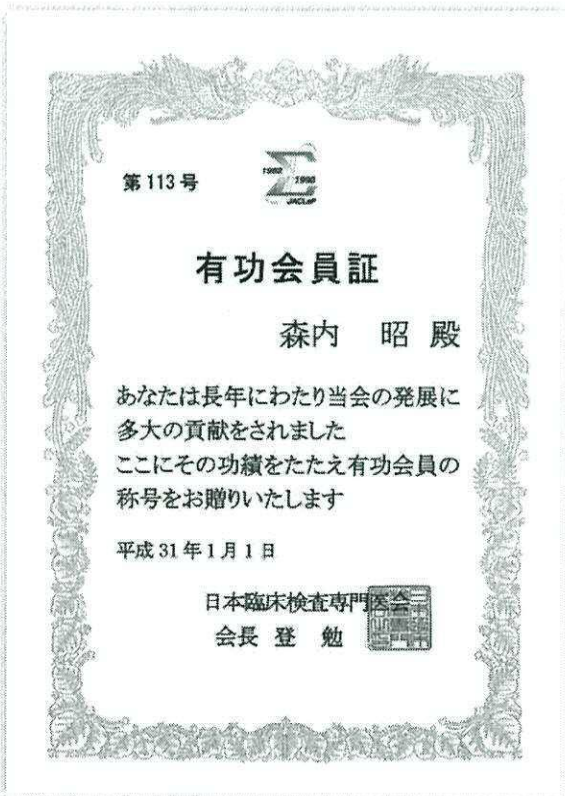 第113号
1982
1990
JACLaP
有功会員証
森内 昭 殿
あなたは長年にわたり当会の発展に
多大の貢献をされました
ここにその功績をたたえ有功会員の
称号をお贈りいたします
平成31年1月1日
日本臨床検査専門医会
会長 登 勉